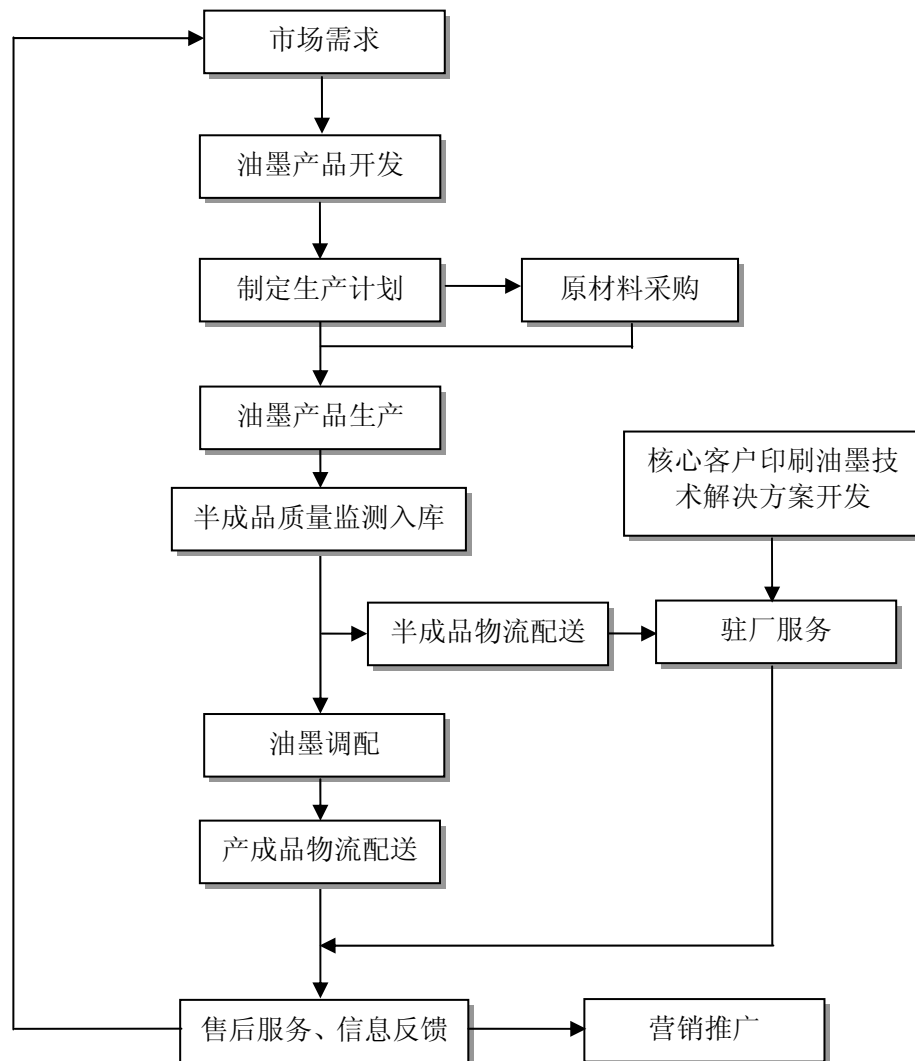 市场需求
油墨产品开发
制定生产计划
原材料采购
油墨产品生产
核心客户印刷油墨技
术解决方案开发
半成品质量监测入库
半成品物流配送
驻厂服务
油墨调配
产成品物流配送
售后服务、信息反馈
营销推广